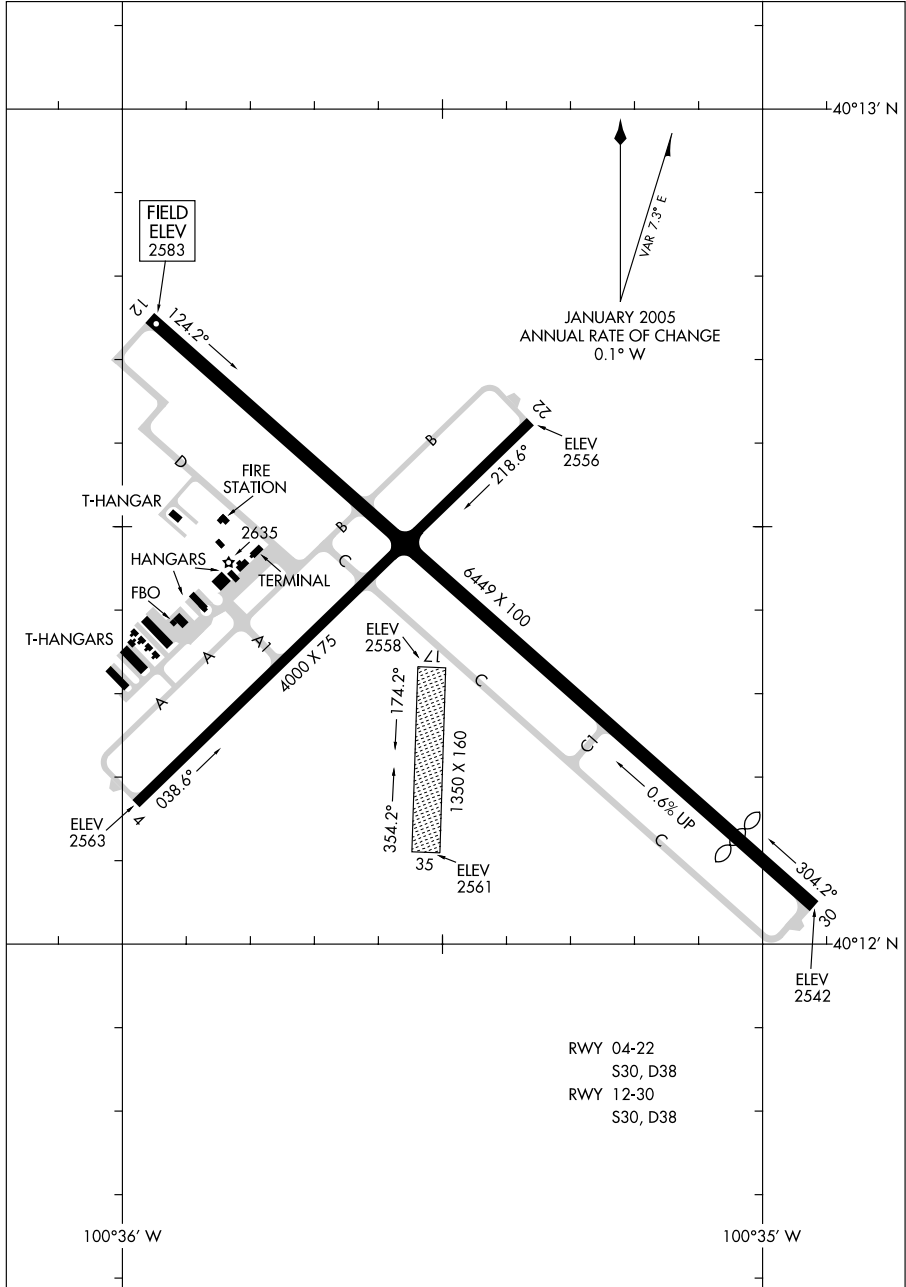 40°13' N
FIELD
ELEV
2583
VAR 7.3° E
JANUARY 2005
ANNUAL RATE OF CHANGE
0.1° W
12
124.2°
22
ELEV
2556
218.6°
B
D
FIRE
STATION
T-HANGAR
2635
B
HANGARS
C
TERMINAL
FBO
6449 X 100
T-HANGARS
A1
A
4000 X 75
ELEV
2558
17
A
C
174.2°
1350 X 160
038.6°
C1
354.2°
0.6% UP
4
ELEV
2563
C
35
ELEV
2561
304.2°
30
40°12' N
ELEV
2542
RWY 04-22
S30, D38
RWY 12-30
S30, D38
100°36' W
100°35' W